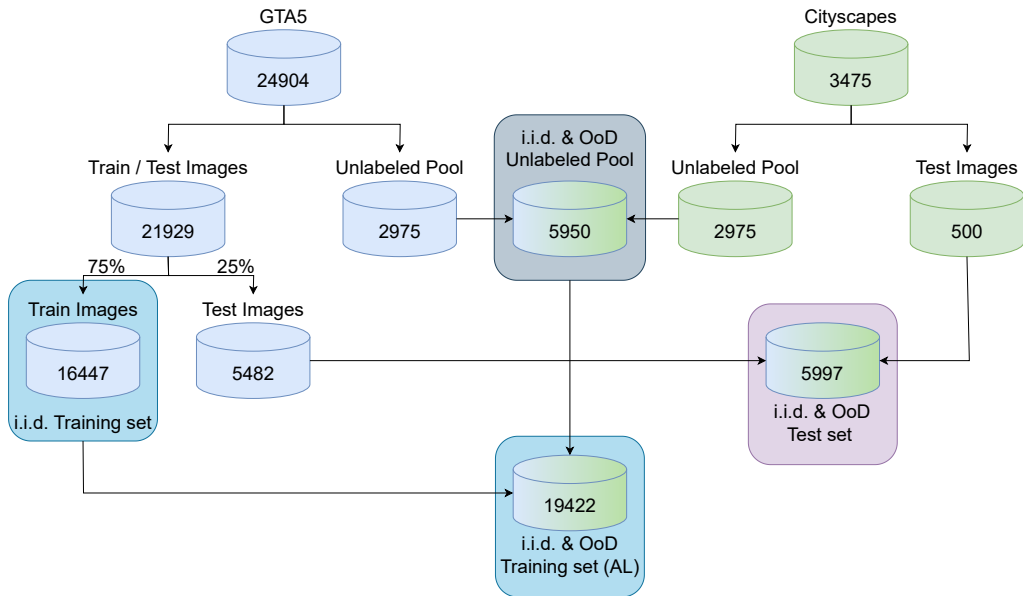 GTA5
Cityscapes
24904
3475
i.i.d. & OoD
Unlabeled Pool
Train / Test Images
Unlabeled Pool
Unlabeled Pool
Test Images
21929
2975
5950
2975
500
75%
25%
Train Images
Test Images
16447
5482
5997
i.i.d. Training set
i.i.d. & OoD
Test set
19422
i.i.d. & OoD
Training set (AL)